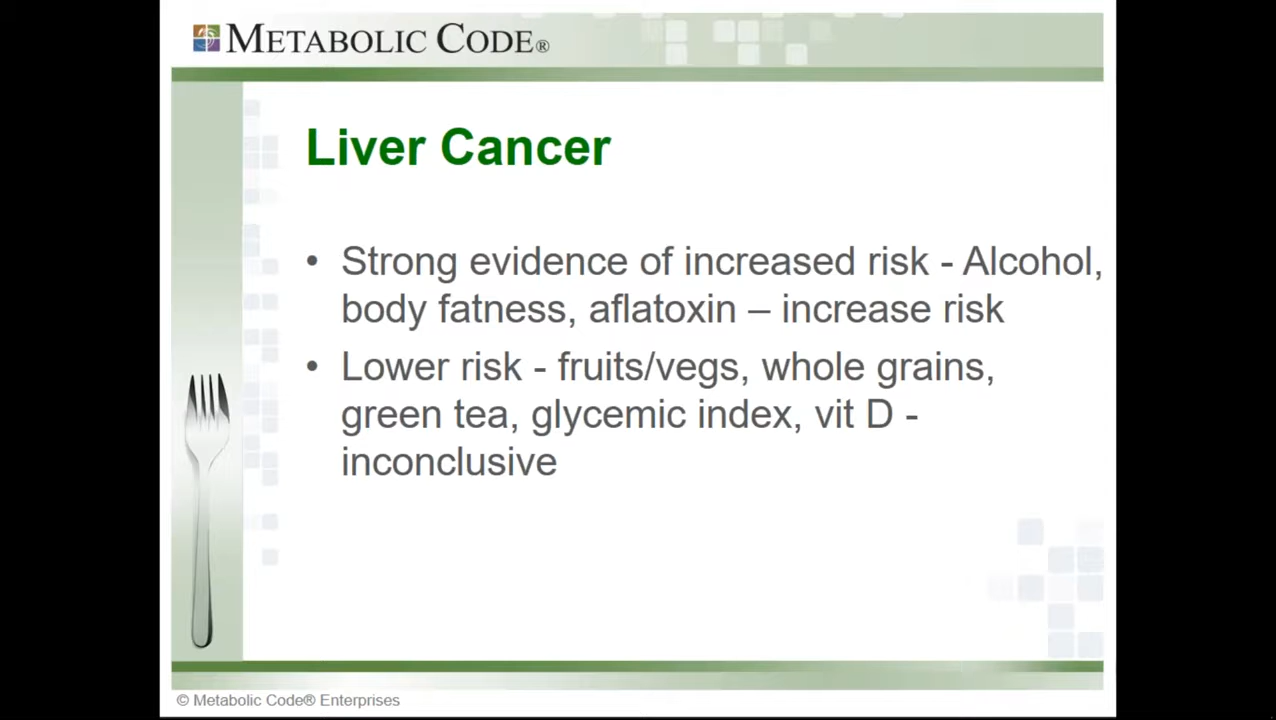 METABOLIC CODE®
Liver Cancer
• Strong evidence of increased risk - Alcohol,
body fatness, aflatoxin – increase risk
• Lower risk - fruits/vegs, whole grains,
green tea, glycemic index, vit D -
inconclusive
© Metabolic Code® Enterprises